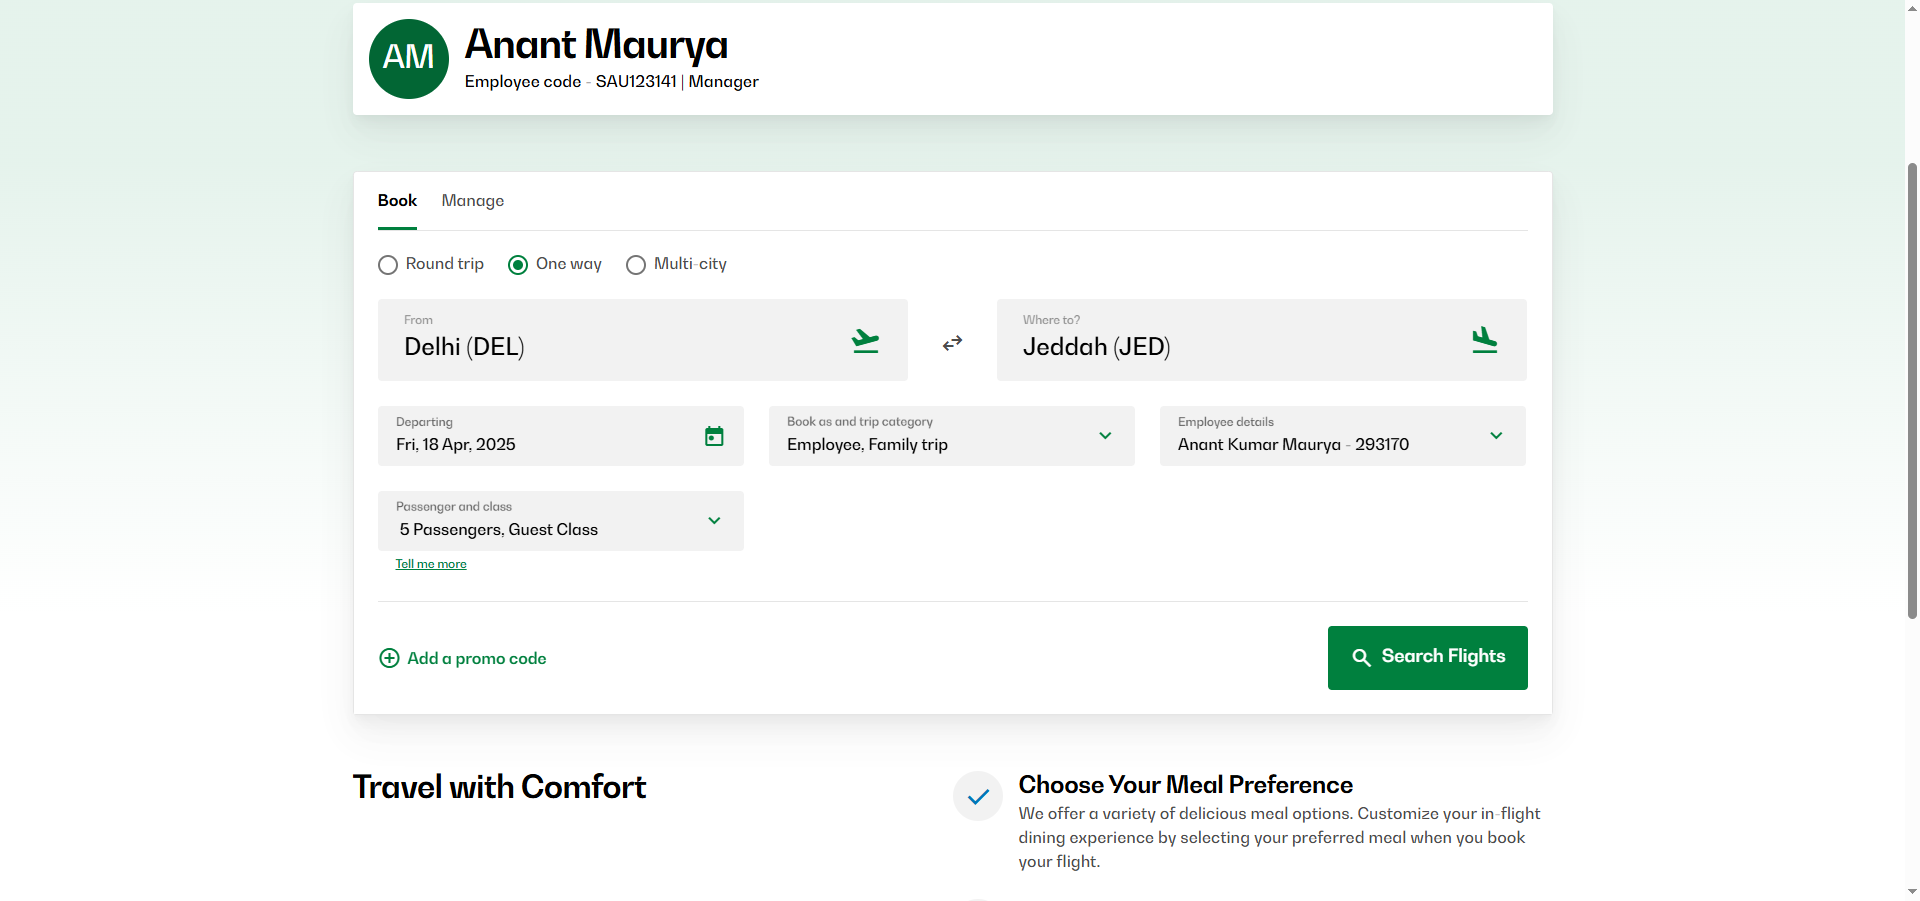 AM
Anant Maurya
Employee code - SAU123141 | Manager
Book
Manage
Round trip
One way
Multi-city
From
Delhi (DEL)
Where to?
Jeddah (JED)
Departing
Fri, 18 Apr, 2025
Book as and trip category
Employee, Family trip
Employee details
Anant Kumar Maurya - 293170
Passenger and class
5 Passengers, Guest Class
Tell me more
Add a promo code
Search Flights
Travel with Comfort
Choose Your Meal Preference
We offer a variety of delicious meal options. Customize your in-flight
dining experience by selecting your preferred meal when you book
your flight.